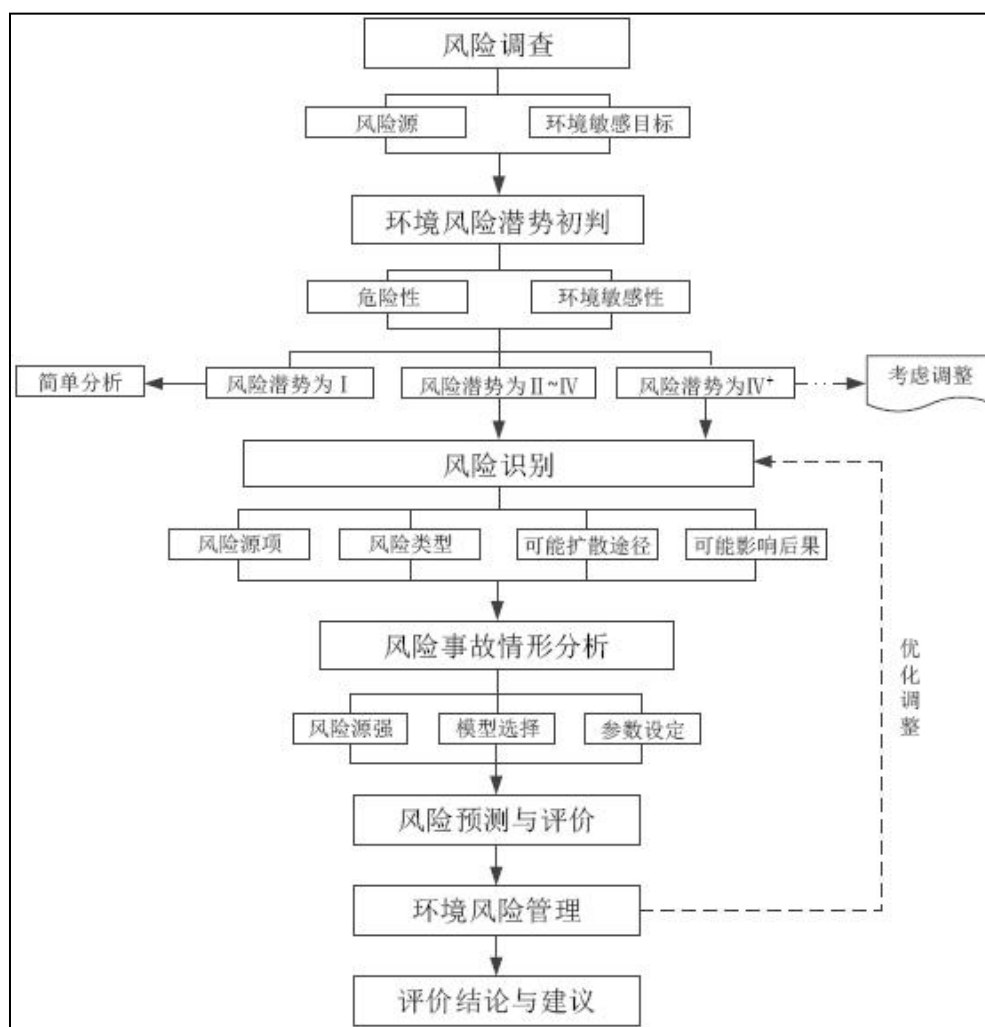 风险调查
风险源
环境敏感目标
环境风险潜势初判
危险性
环境敏感性
简单分析
风险潜势为Ⅰ
风险潜势为Ⅱ~Ⅳ
风险潜势为Ⅳ⁺
考虑调整
风险识别
风险源项
风险类型
可能扩散途径
可能影响后果
风险事故情形分析
风险源强
模型选择
参数设定
优化调整
风险预测与评价
环境风险管理
评价结论与建议